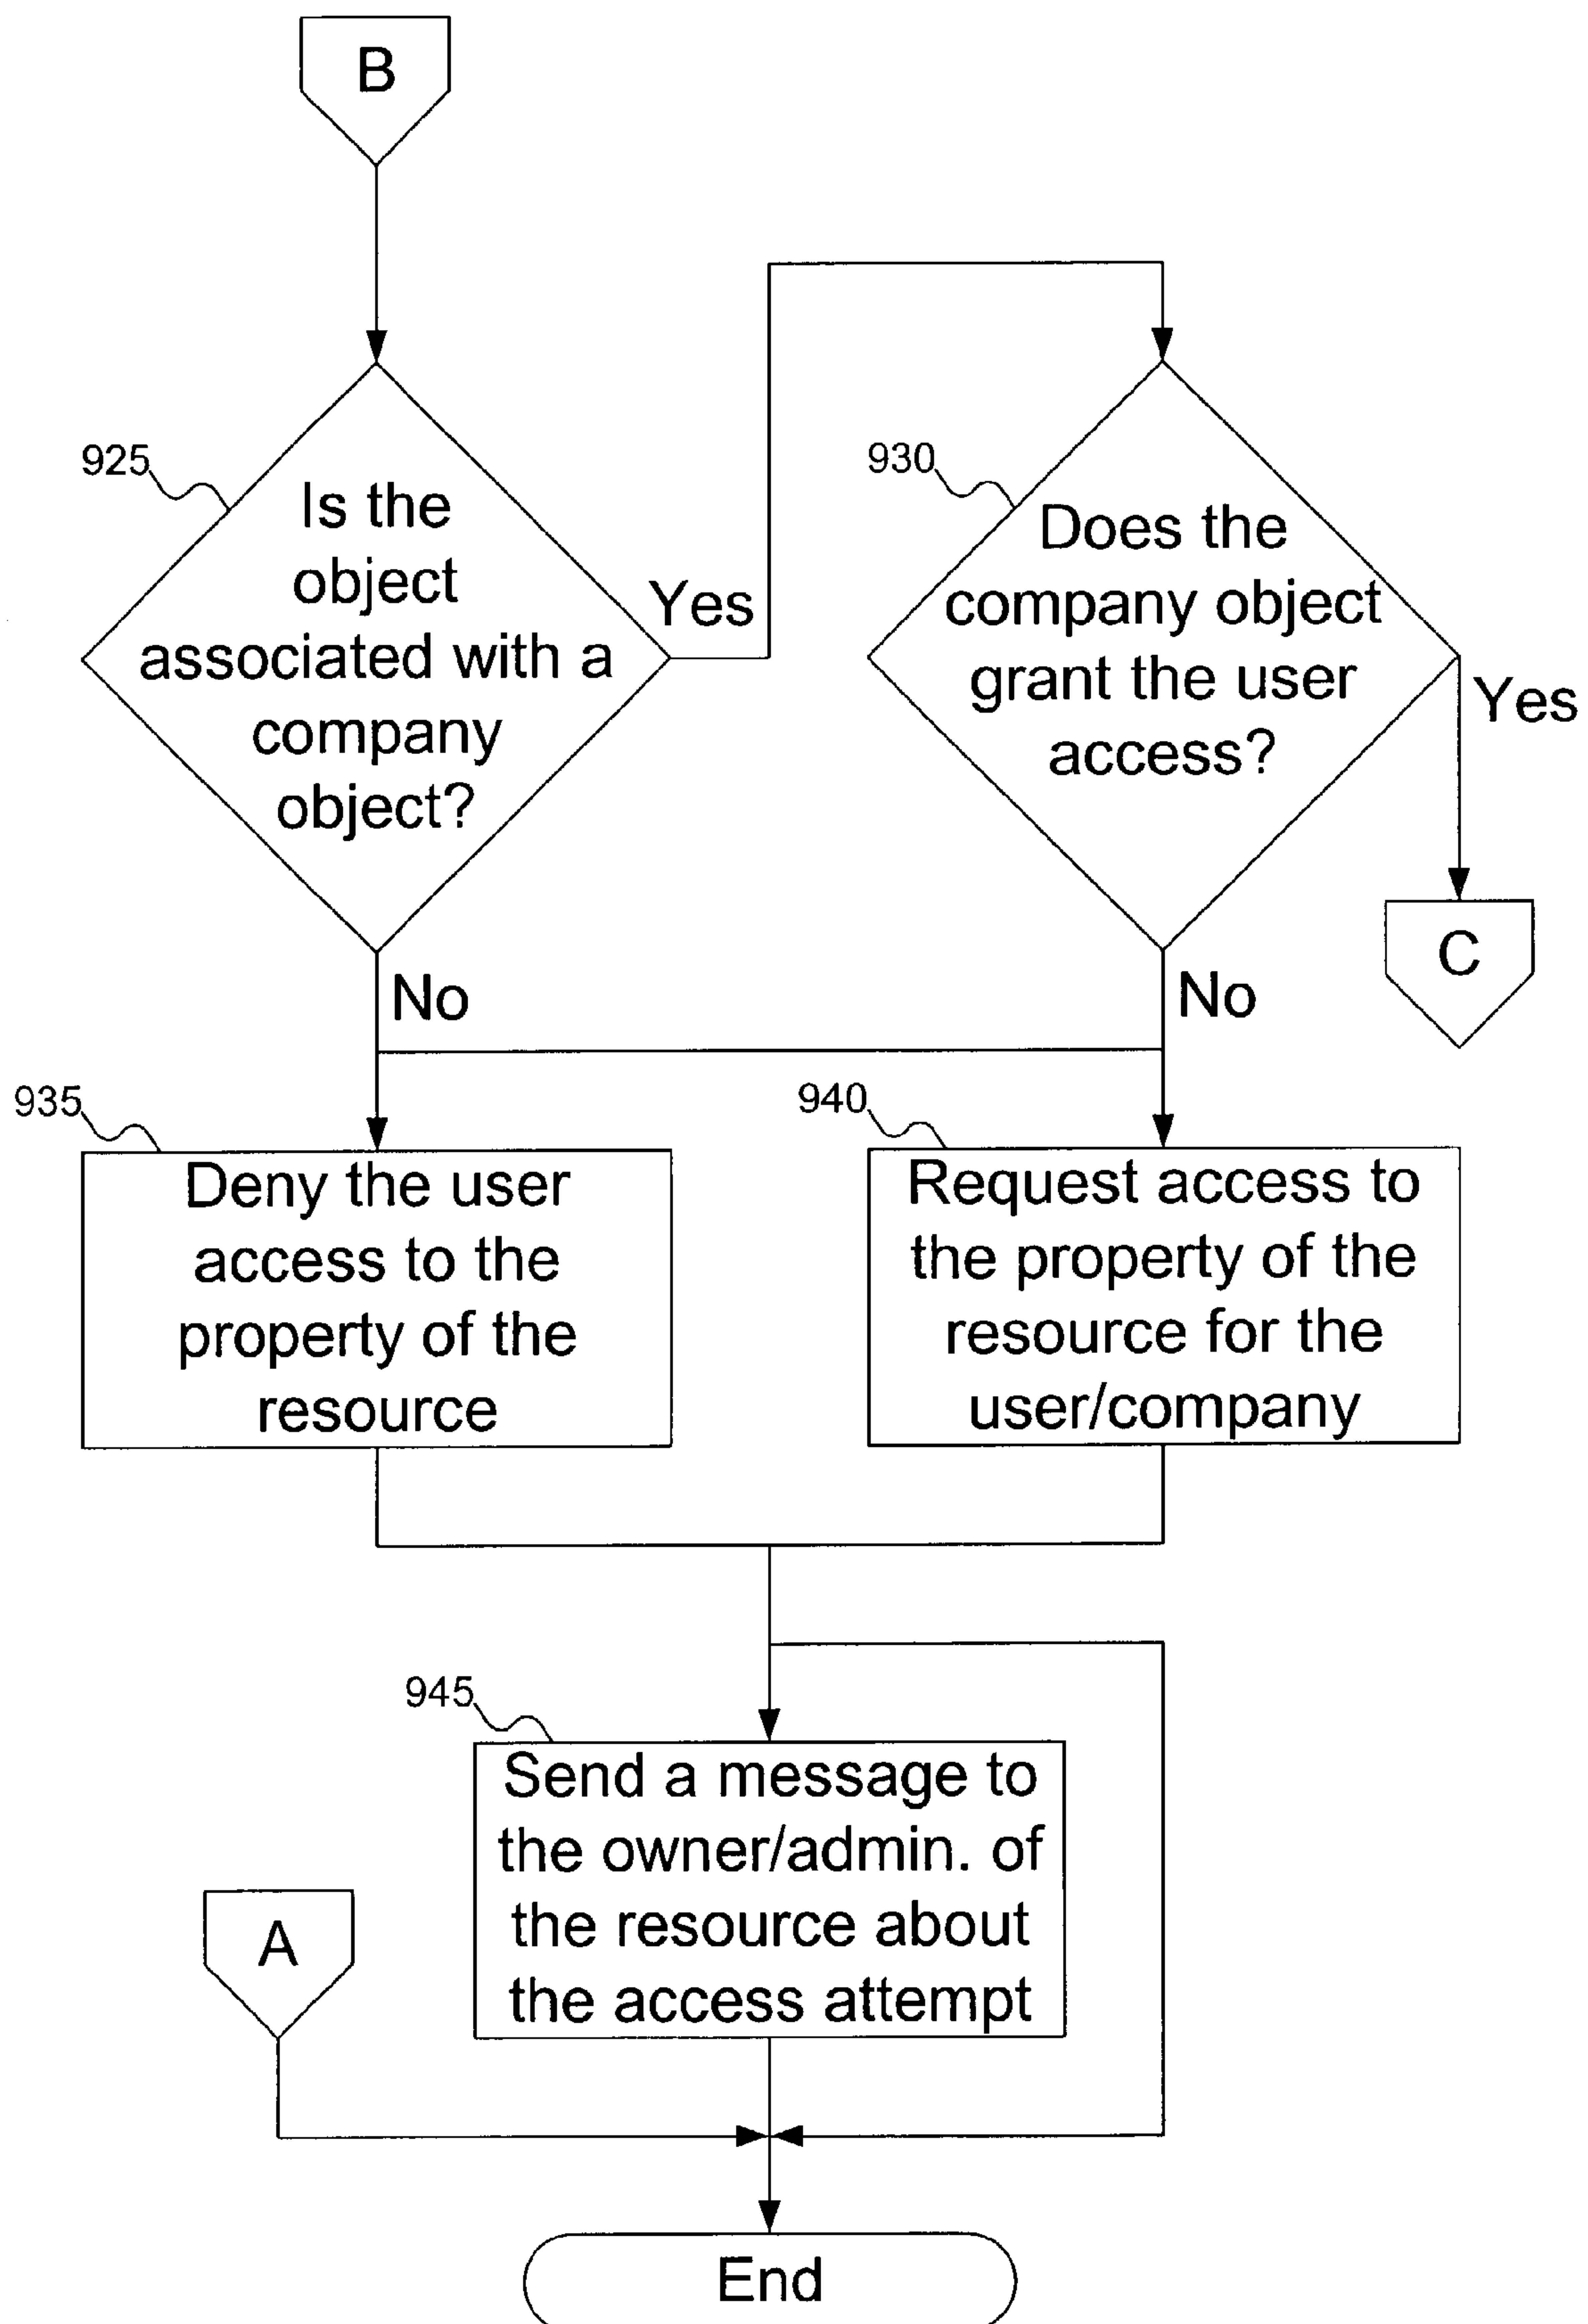 B
925
Is the
object
associated with a
company
object?
Yes
930
Does the
company object
grant the user
access?
Yes
C
No
No
935
Deny the user
access to the
property of the
resource
940
Request access to
the property of the
resource for the
user/company
945
Send a message to
the owner/admin. of
the resource about
the access attempt
A
End